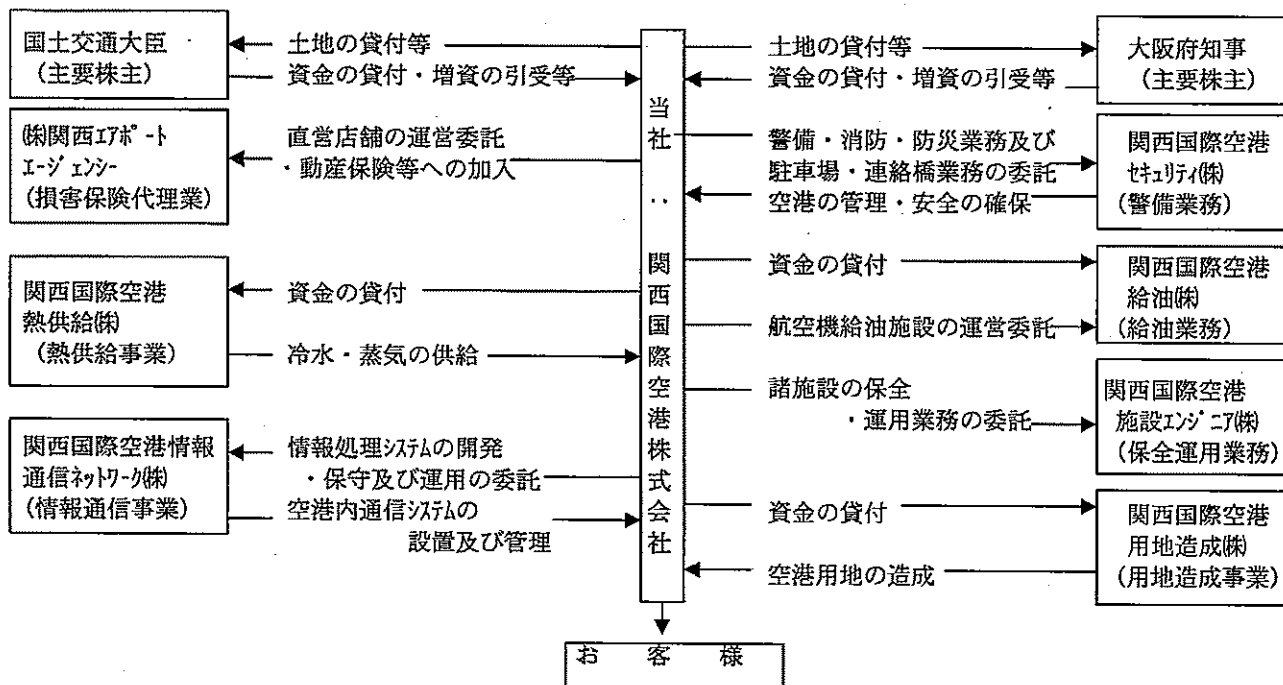 国土交通大臣
(主要株主)
土地の貸付等
資金の貸付・増資の引受等
㈱関西エアポート
エージェンシー
(損害保険代理業)
直営店舗の運営委託
・動産保険等への加入
関西国際空港
熱供給㈱
(熱供給事業)
資金の貸付
冷水・蒸気の供給
関西国際空港情報
通信ネットワーク㈱
(情報通信事業)
情報処理システムの開発
・保守及び運用の委託
空港内通信システムの
設置及び管理
当社：関西国際空港株式会社
土地の貸付等
資金の貸付・増資の引受等
大阪府知事
(主要株主)
警備・消防・防災業務及び
駐車場・連絡橋業務の委託
空港の管理・安全の確保
関西国際空港
セキュリティ㈱
(警備業務)
資金の貸付
航空機給油施設の運営委託
関西国際空港
給油㈱
(給油業務)
諸施設の保全
・運用業務の委託
関西国際空港
施設エンジニア㈱
(保全運用業務)
資金の貸付
空港用地の造成
関西国際空港
用地造成㈱
(用地造成事業)
お客様